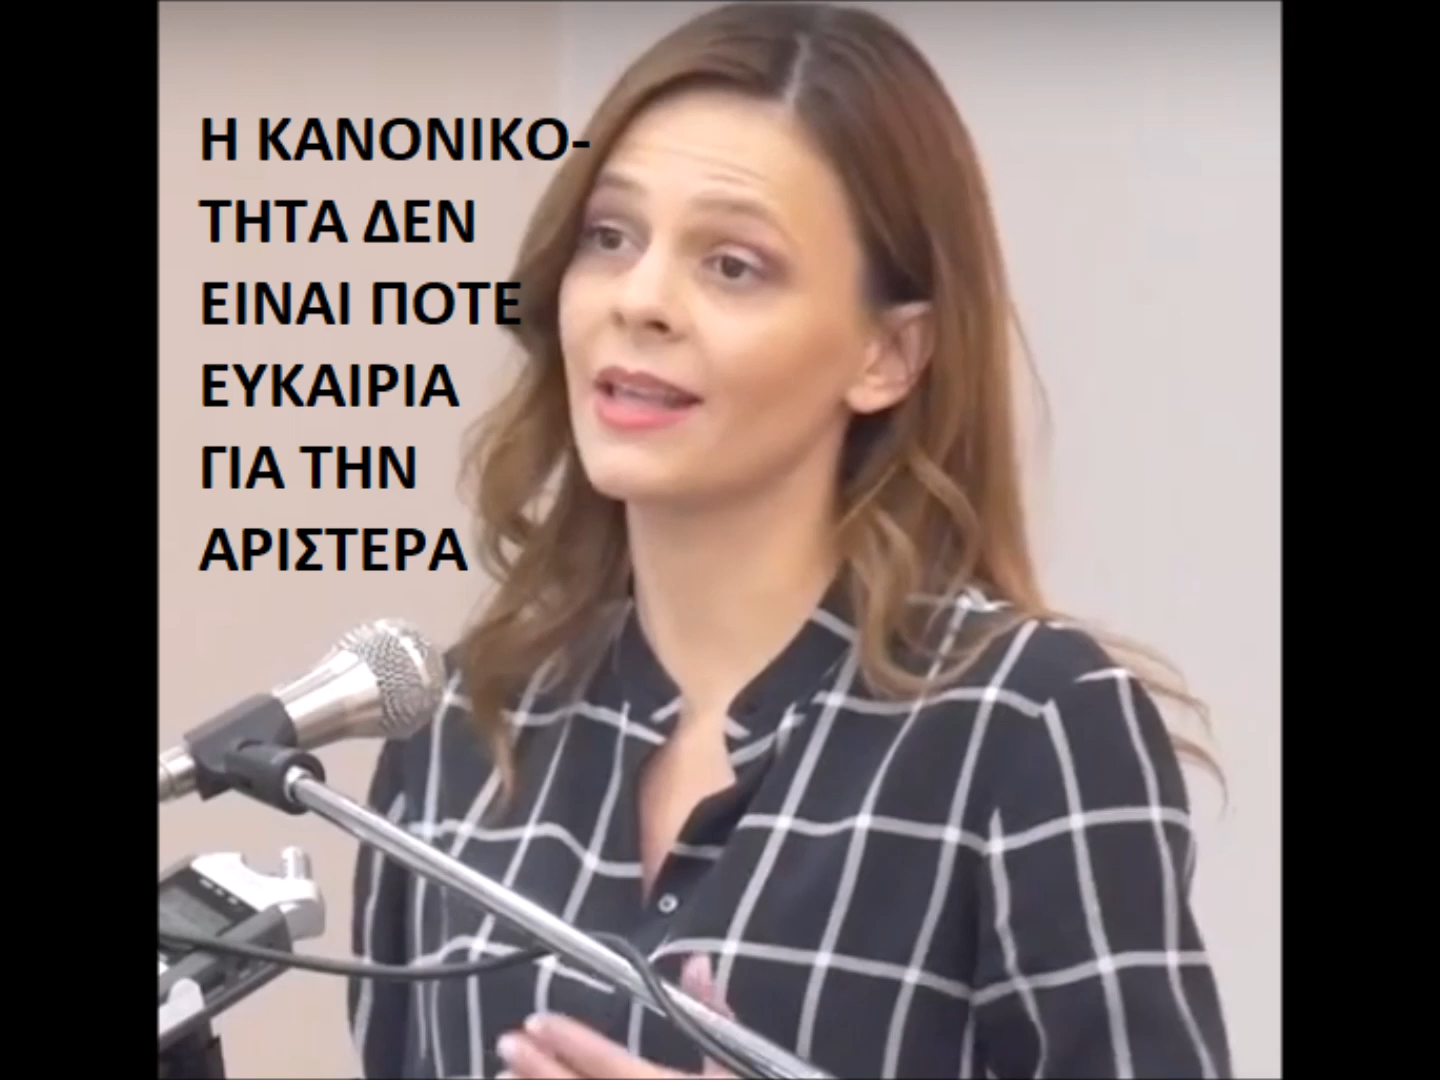 Η ΚΑΝΟΝΙΚΟ-
ΤΗΤΑ ΔΕΝ
ΕΙΝΑΙ ΠΟΤΕ
ΕΥΚΑΙΡΙΑ
ΓΙΑ ΤΗΝ
ΑΡΙΣΤΕΡΑ